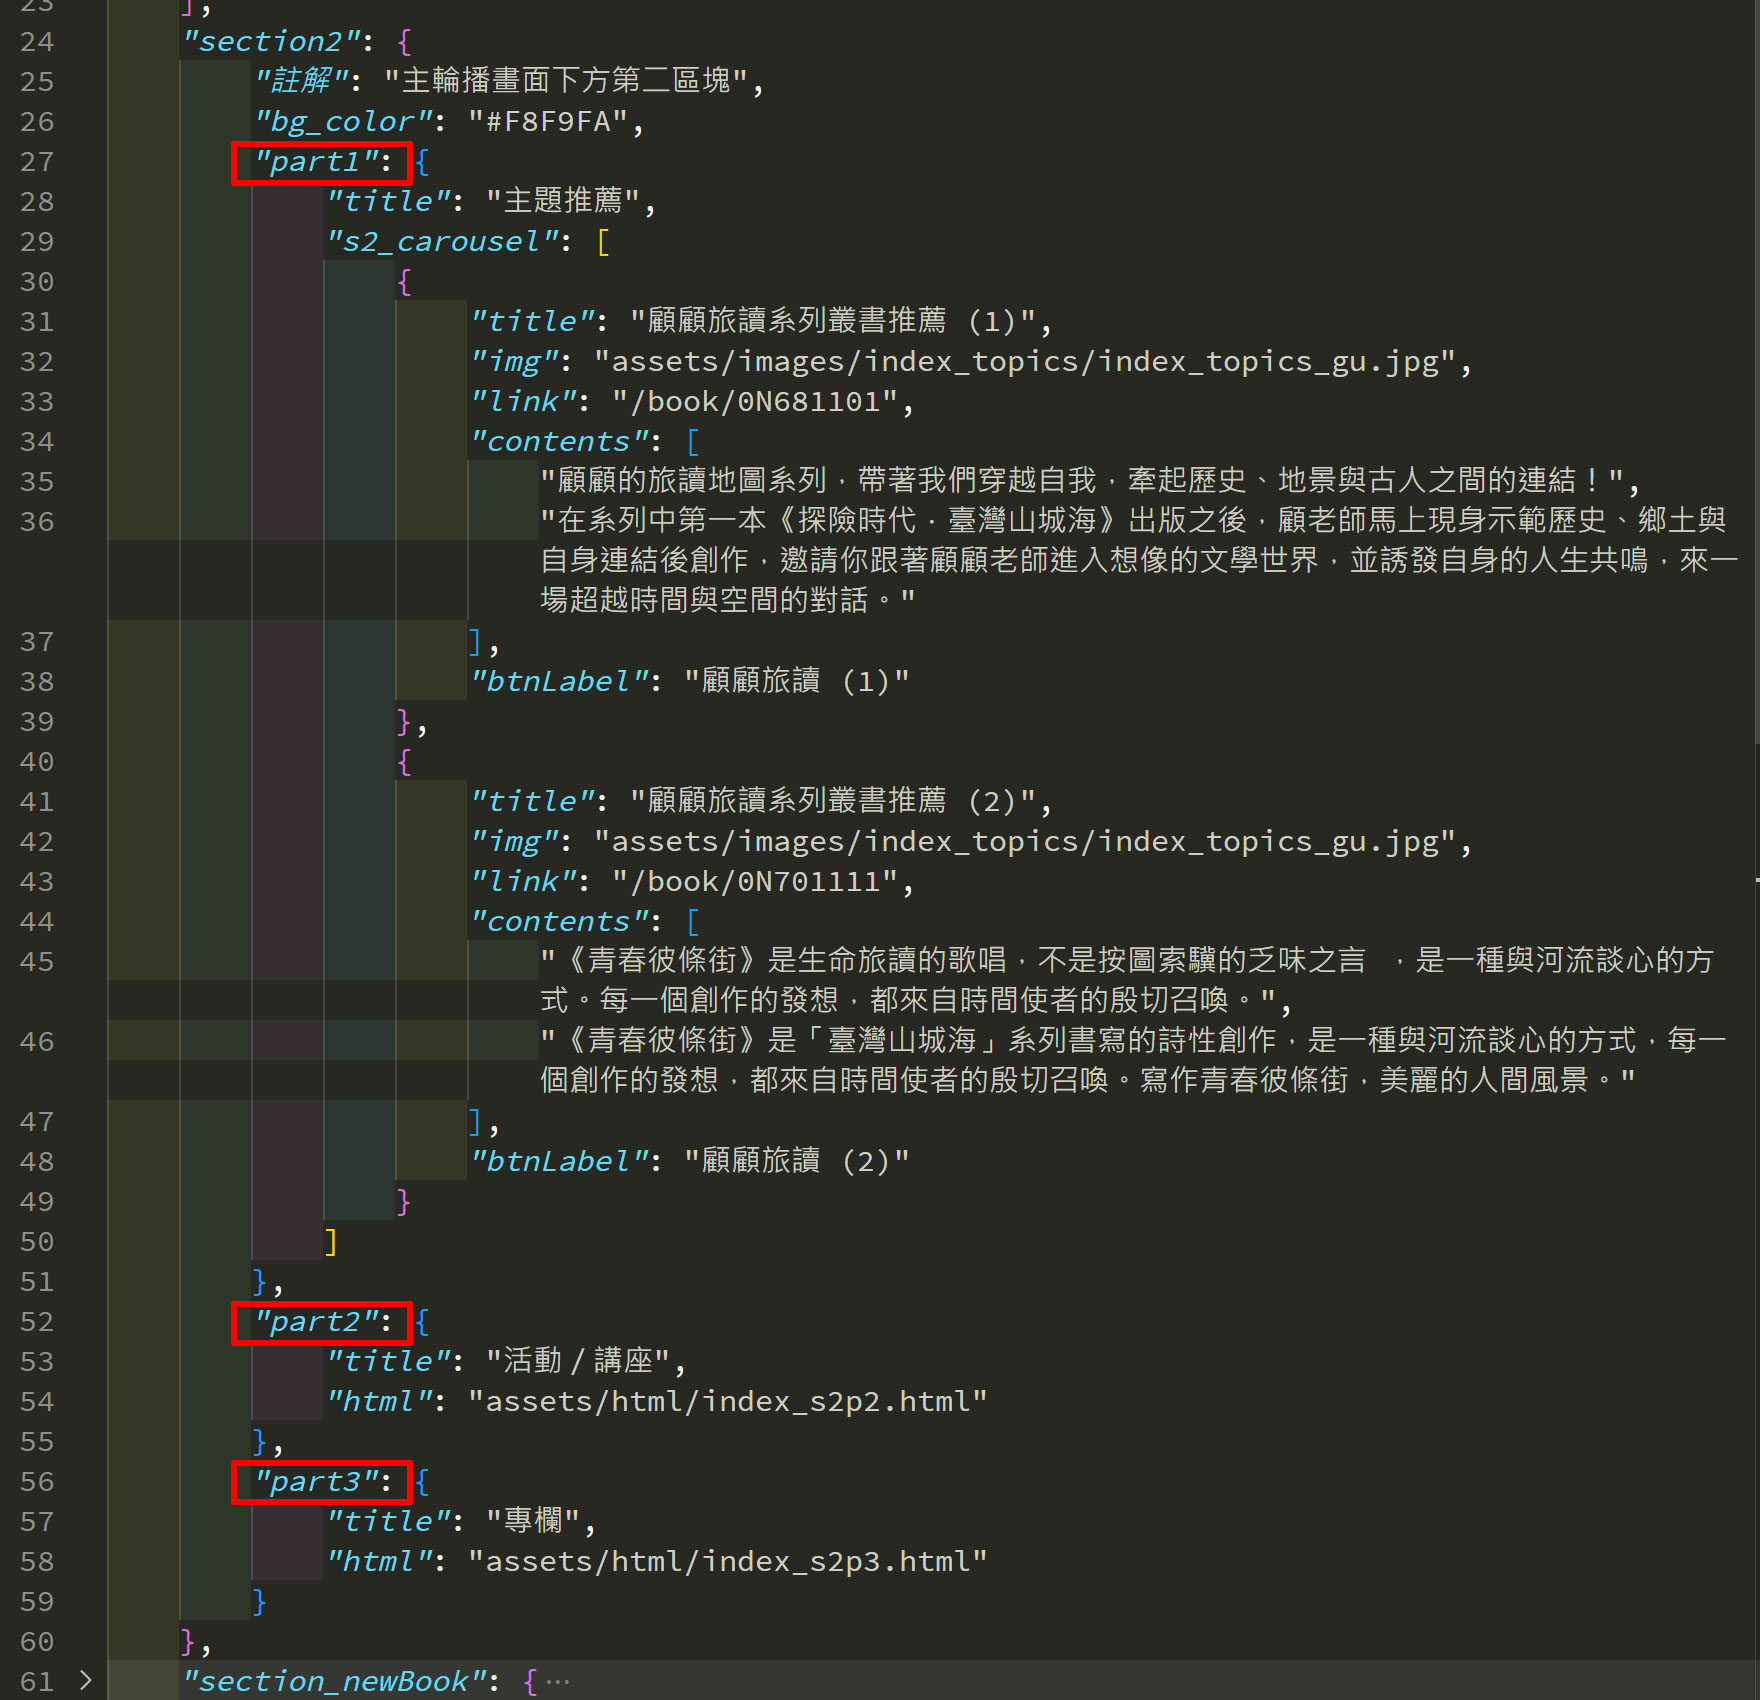 23 ],
24 "section2": {
25 "註解": "主輪播畫面下方第二區塊",
26 "bg_color": "#F8F9FA",
27 "part1": {
28 "title": "主題推薦",
29 "s2_carousel": [
30 {
31 "title": "顧顧旅讀系列叢書推薦 (1)",
32 "img": "assets/images/index_topics/index_topics_gu.jpg",
33 "link": "/book/0N681101",
34 "contents": [
35 "顧顧的旅讀地圖系列，帶著我們穿越自我，牽起歷史、地景與古人之間的連結！",
36 "在系列中第一本《探險時代．臺灣山城海》出版之後，顧老師馬上現身示範歷史、鄉土與
自身連結後創作，邀請你跟著顧顧老師進入想像的文學世界，並誘發自身的人生共鳴，來一
場超越時間與空間的對話。"
37 ],
38 "btnLabel": "顧顧旅讀 (1)"
39 },
40 {
41 "title": "顧顧旅讀系列叢書推薦 (2)",
42 "img": "assets/images/index_topics/index_topics_gu.jpg",
43 "link": "/book/0N701111",
44 "contents": [
45 "《青春彼條街》是生命旅讀的歌唱，不是按圖索驥的乏味之言 ，是一種與河流談心的方
式。每一個創作的發想，都來自時間使者的殷切召喚。",
46 "《青春彼條街》是「臺灣山城海」系列書寫的詩性創作，是一種與河流談心的方式，每一
個創作的發想，都來自時間使者的殷切召喚。寫作青春彼條街，美麗的人間風景。"
47 ],
48 "btnLabel": "顧顧旅讀 (2)"
49 }
50 ]
51 },
52 "part2": {
53 "title": "活動／講座",
54 "html": "assets/html/index_s2p2.html"
55 },
56 "part3": {
57 "title": "專欄",
58 "html": "assets/html/index_s2p3.html"
59 }
60 },
61 > "section_newBook": { ⋯